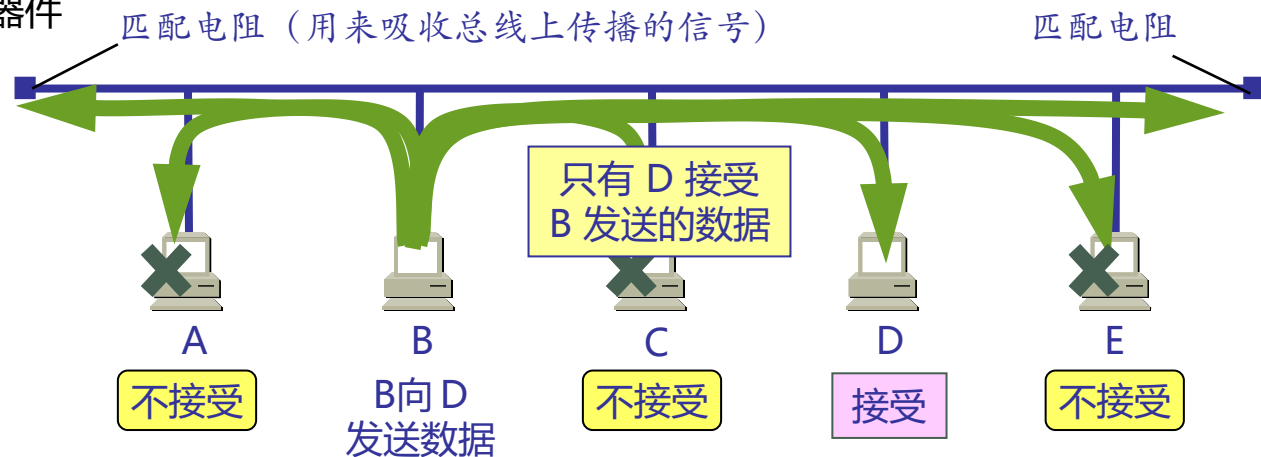 器件
匹配电阻（用来吸收总线上传播的信号）
匹配电阻
只有 D 接受
B 发送的数据
A
B
C
D
E
不接受
B向 D
发送数据
不接受
接受
不接受